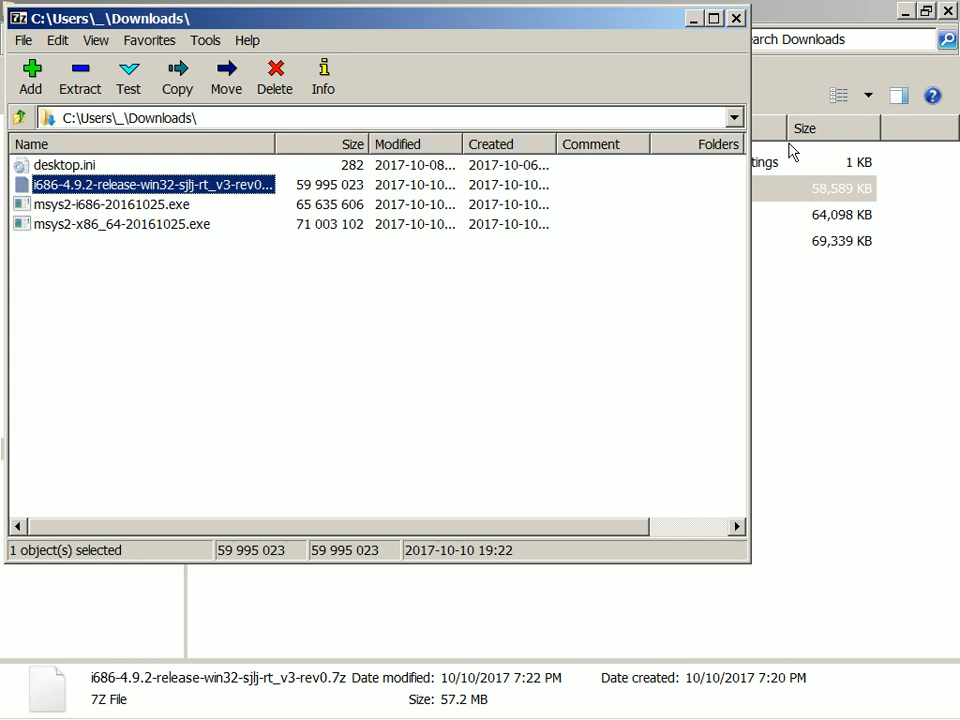 C:\Users\_\Downloads\
File Edit View Favorites Tools Help
arch Downloads
Add Extract Test Copy Move Delete Info
C:\Users\_\Downloads\
Name Size Modified Created Comment Folders
Size
desktop.ini 282 2017-10-08... 2017-10-06...
tings 1 KB
i686-4.9.2-release-win32-sjlj-rt_v3-rev0... 59 995 023 2017-10-10... 2017-10-10...
58,589 KB
msys2-i686-20161025.exe 65 635 606 2017-10-10... 2017-10-10...
64,098 KB
msys2-x86_64-20161025.exe 71 003 102 2017-10-10... 2017-10-10...
69,339 KB
1 object(s) selected 59 995 023 59 995 023 2017-10-10 19:22
i686-4.9.2-release-win32-sjlj-rt_v3-rev0.7z Date modified: 10/10/2017 7:22 PM Date created: 10/10/2017 7:20 PM
7Z File Size: 57.2 MB